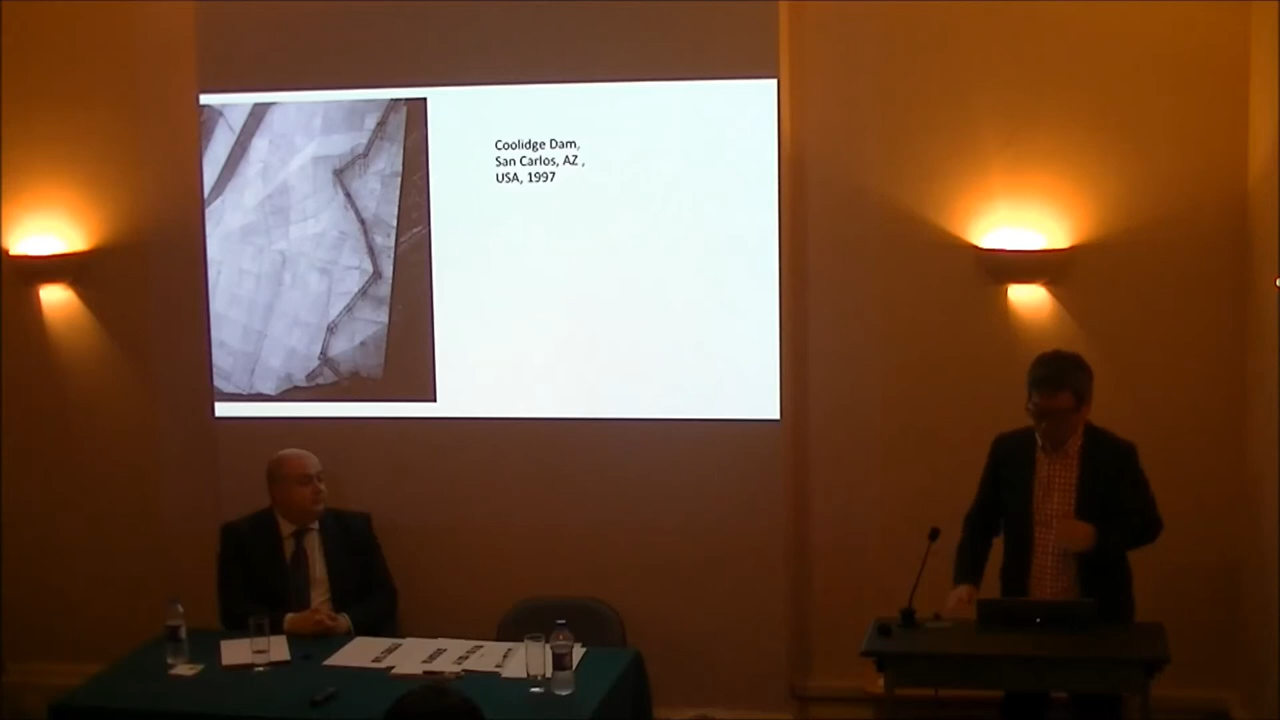 Coolidge Dam,
San Carlos, AZ ,
USA, 1997